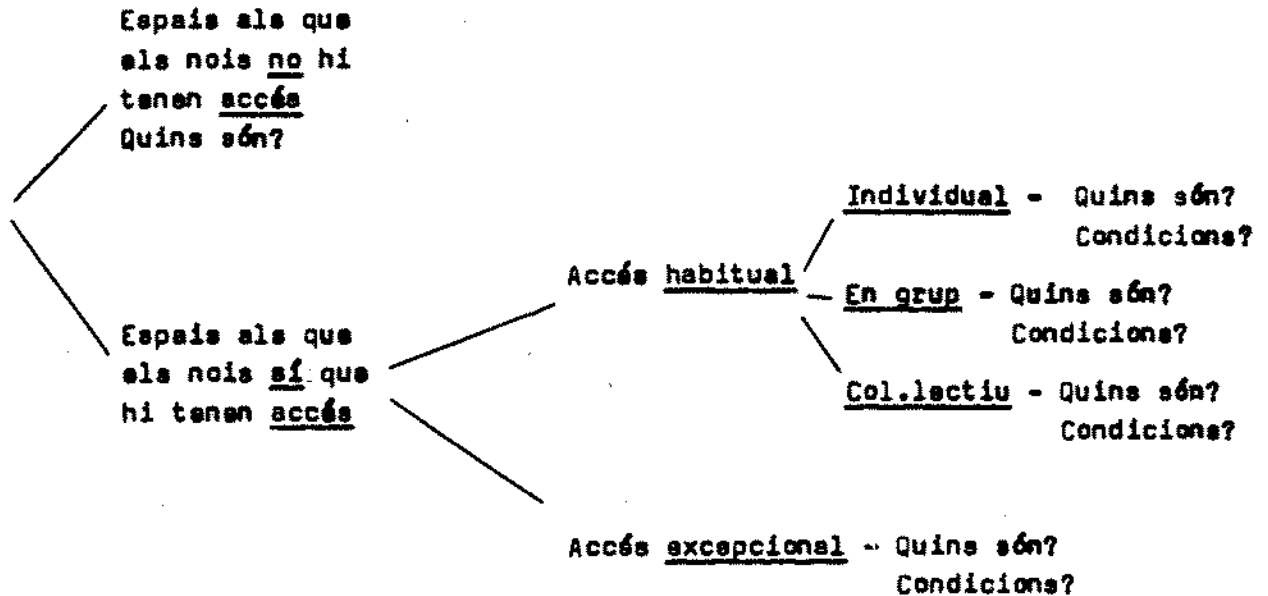 Espais als que
els nois no hi
tenen accés
Quins són?
Individual - Quins són?
Condicions?
Accés habitual
En grup - Quins són?
Condicions?
Espais als que
els nois sí que
hi tenen accés
Col.lectiu - Quins són?
Condicions?
Accés excepcional - Quins són?
Condicions?